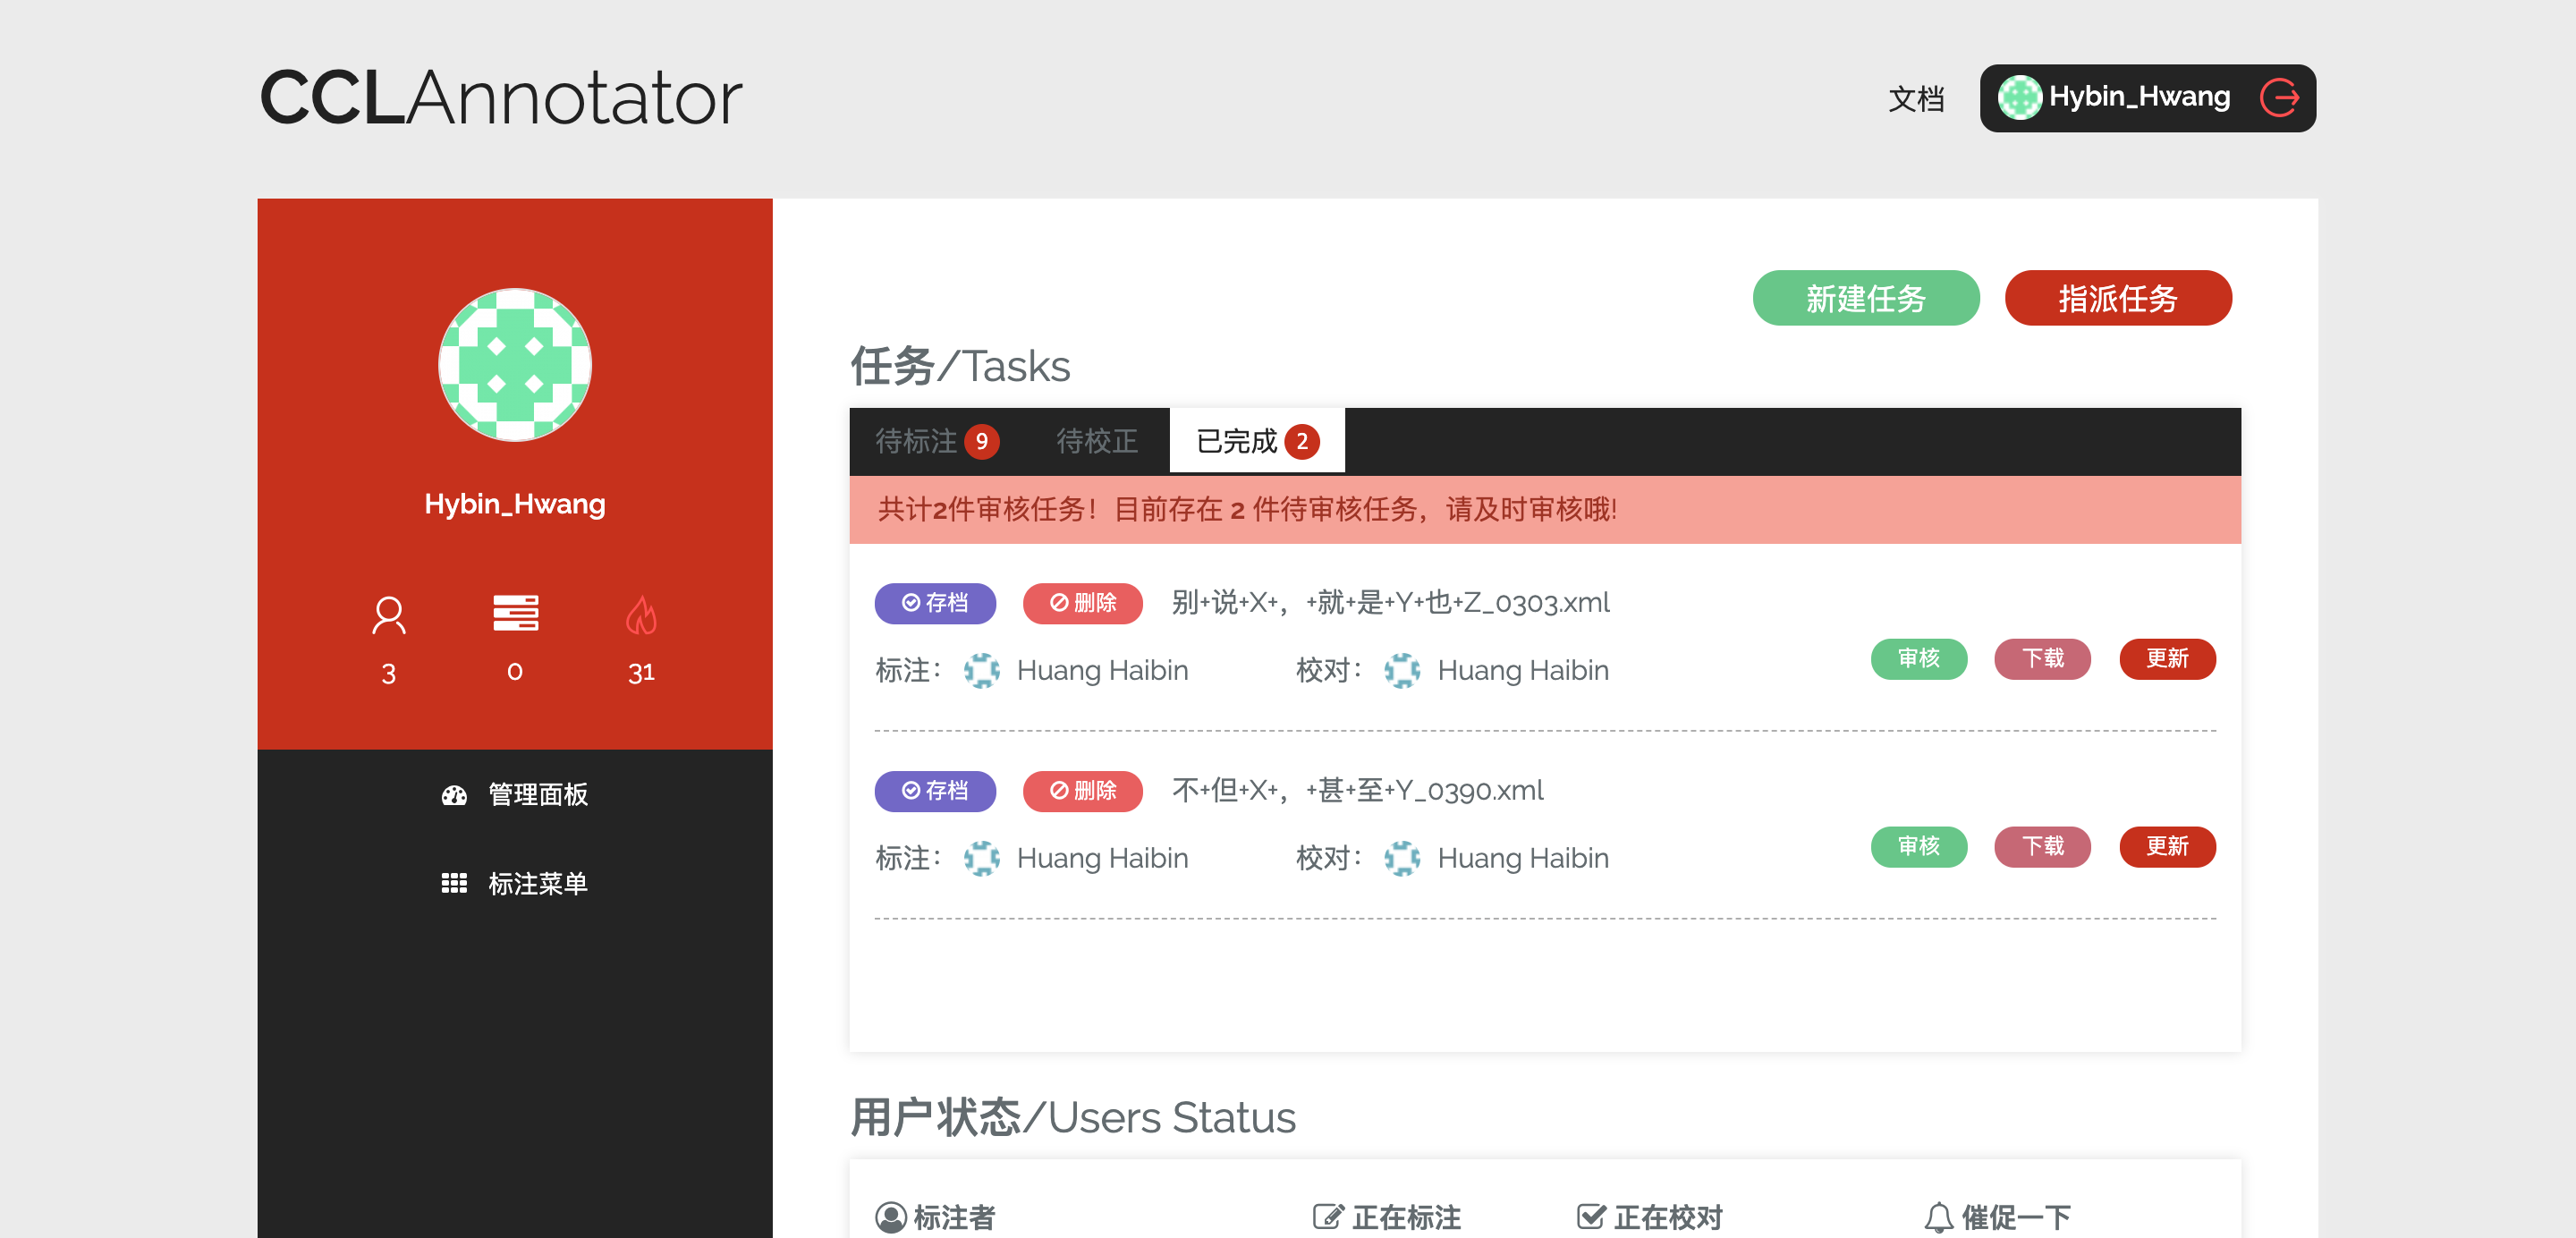 CCLAnnotator
文档 Hybin_Hwang
Hybin_Hwang
3 0 31
管理面板
标注菜单
新建任务 指派任务
任务/Tasks
待标注 9 待校正 已完成 2
共计2件审核任务！目前存在 2 件待审核任务，请及时审核哦!
存档 删除 别+说+X+，+就+是+Y+也+Z_0303.xml
标注： Huang Haibin 校对： Huang Haibin 审核 下载 更新
存档 删除 不+但+X+，+甚+至+Y_0390.xml
标注： Huang Haibin 校对： Huang Haibin 审核 下载 更新
用户状态/Users Status
标注者 正在标注 正在校对 催促一下